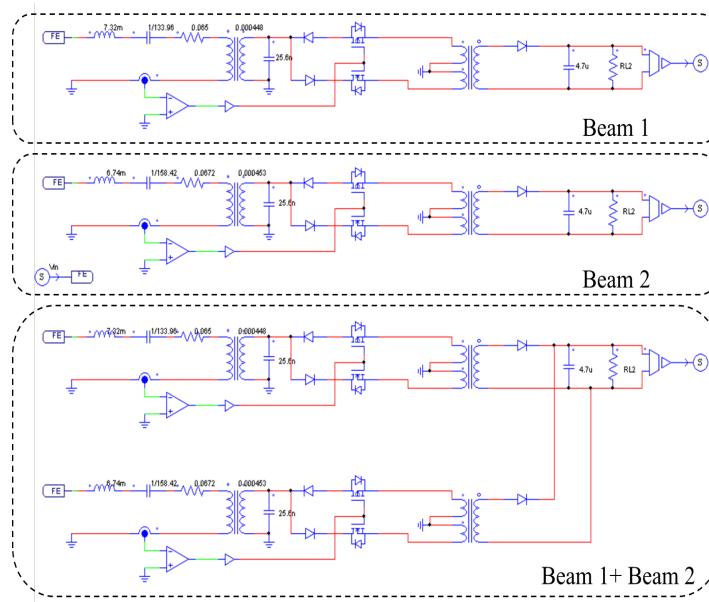 7.32m 1/133.96 0.065 0.000448
FE
25.6n
4.7u RL2 S
Beam 1
6.74m 1/158.42 0.0672 0.000453
FE
25.6n
4.7u RL2 S
Vin
S FE
Beam 2
7.32m 1/133.96 0.065 0.000448
FE
25.6n
4.7u RL2 S
6.74m 1/158.42 0.0672 0.000453
FE
25.6n
Beam 1+ Beam 2